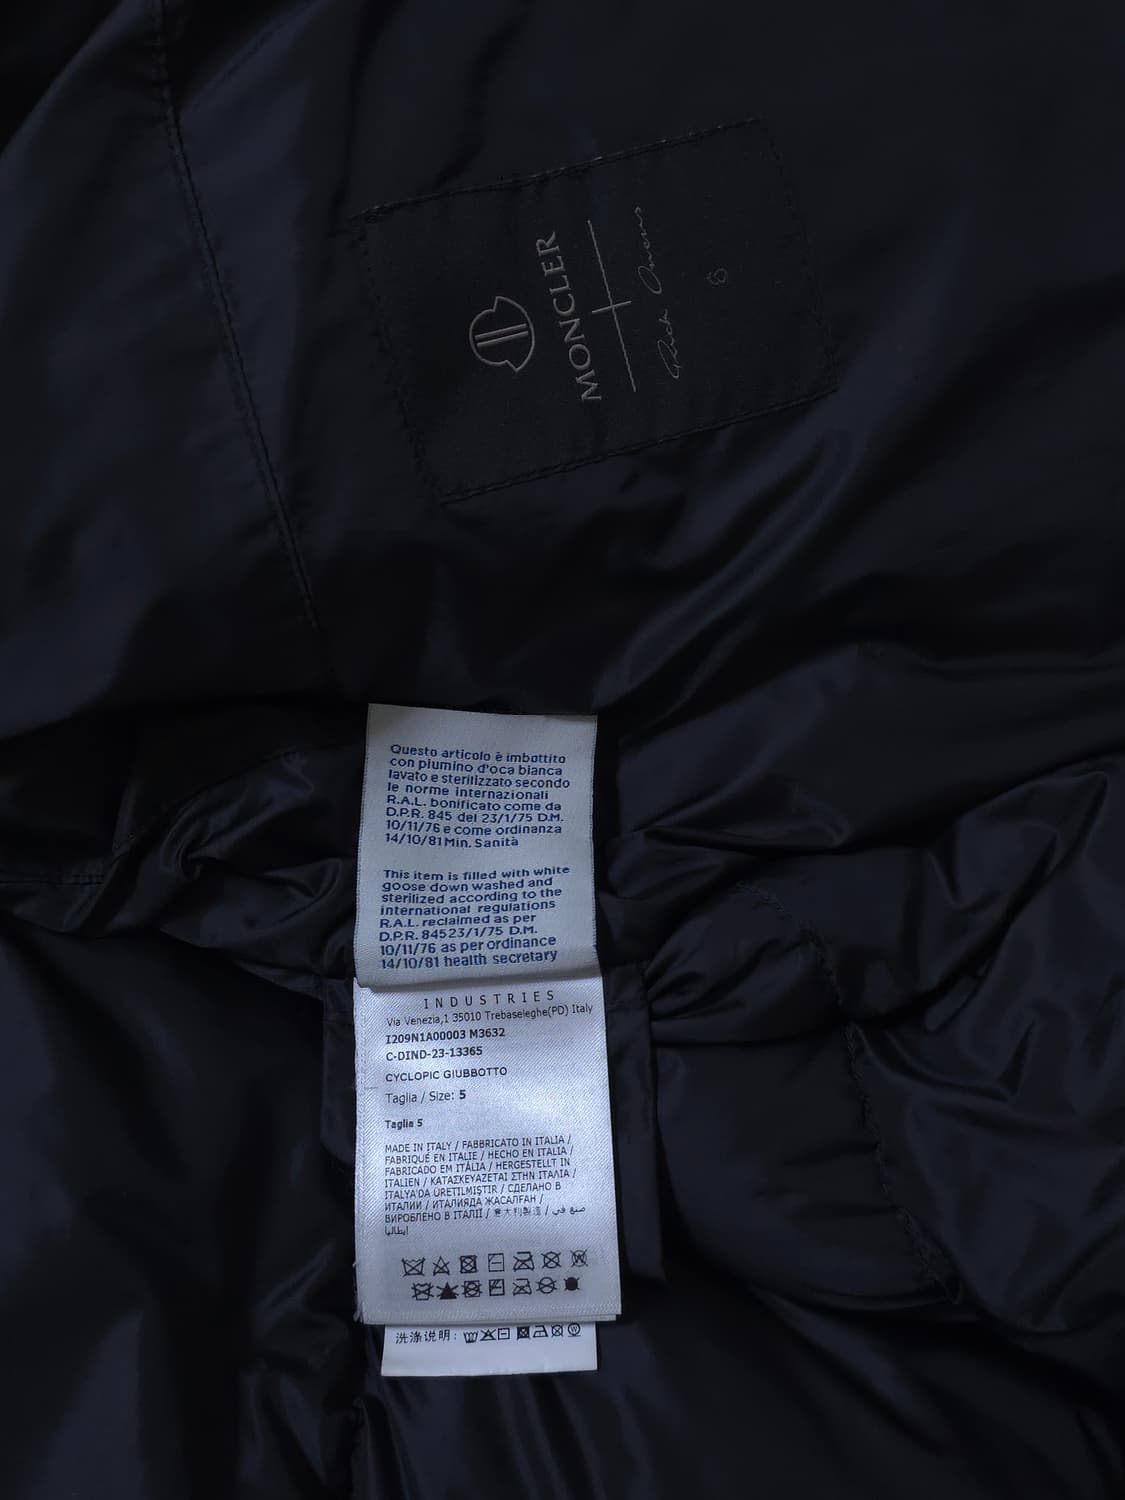 MONCLER
Rick Owens
6
Questo articolo è imbottito
con piumino d'oca bianca
lavato e sterilizzato secondo
le norme internazionali
R.A.L. bonificato come da
D.P.R. 845 del 23/1/75 D.M.
10/11/76 e come ordinanza
14/10/81 Min. Sanità
This item is filled with white
goose down washed and
sterilized according to the
international regulations
R.A.L. reclaimed as per
D.P.R. 84523/1/75 D.M.
10/11/76 as per ordinance
14/10/81 health secretary
INDUSTRIES
Via Venezia,1 35010 Trebaseleghe(PD) Italy
I209N1A00003 M3632
C-DIND-23-13365
CYCLOPIC GIUBBOTTO
Taglia / Size: 5
Taglia 5
MADE IN ITALY / FABBRICATO IN ITALIA /
FABRIQUÉ EN ITALIE / HECHO EN ITALIA /
FABRICADO EM ITÁLIA / HERGESTELLT IN
ITALIEN / ΚΑΤΑΣΚΕΥΑΖΕΤΑΙ ΣΤΗΝ ΙΤΑΛΙΑ /
ITALYA'DA ÜRETILMIŞTIR / СДЕЛАНО В
ИТАЛИИ / ИТАЛИЯДА ЖАСАЛҒАН /
ВИРОБЛЕНО В ІТАЛІЇ / 意大利製造 / صنع في
إيطاليا
洗涤说明: